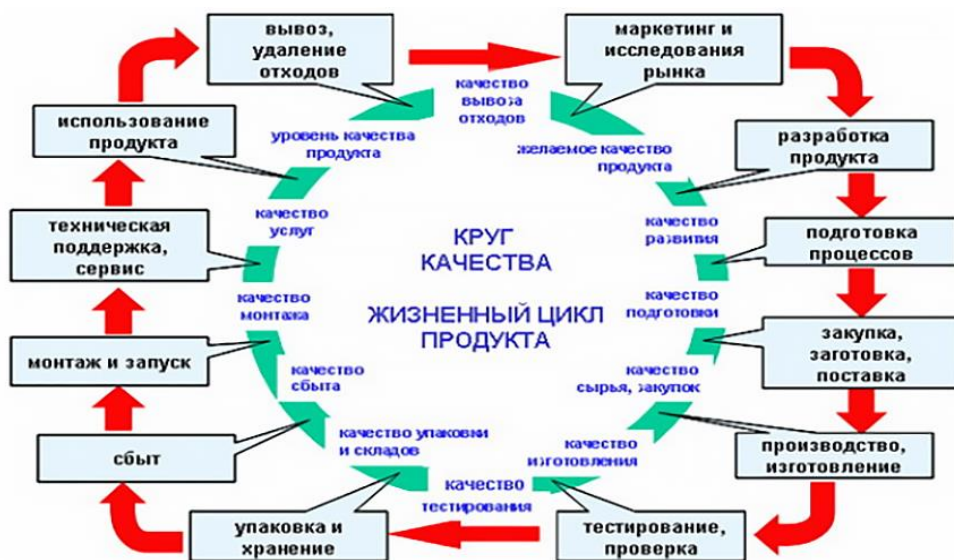 вывоз,
удаление
отходов
маркетинг и
исследования
рынка
разработка
продукта
подготовка
процессов
закупка,
заготовка,
поставка
производство,
изготовление
тестирование,
проверка
упаковка и
хранение
сбыт
монтаж и запуск
техническая
поддержка,
сервис
использование
продукта
качество
вывоза
отходов
желаемое качество
продукта
качество
развития
качество
подготовки
качество
сырья, закупок
качество
изготовления
качество
тестирования
качество упаковки
и складов
качество
сбыта
качество
монтажа
качество
услуг
уровень качества
продукта
КРУГ
КАЧЕСТВА
ЖИЗНЕННЫЙ ЦИКЛ
ПРОДУКТА